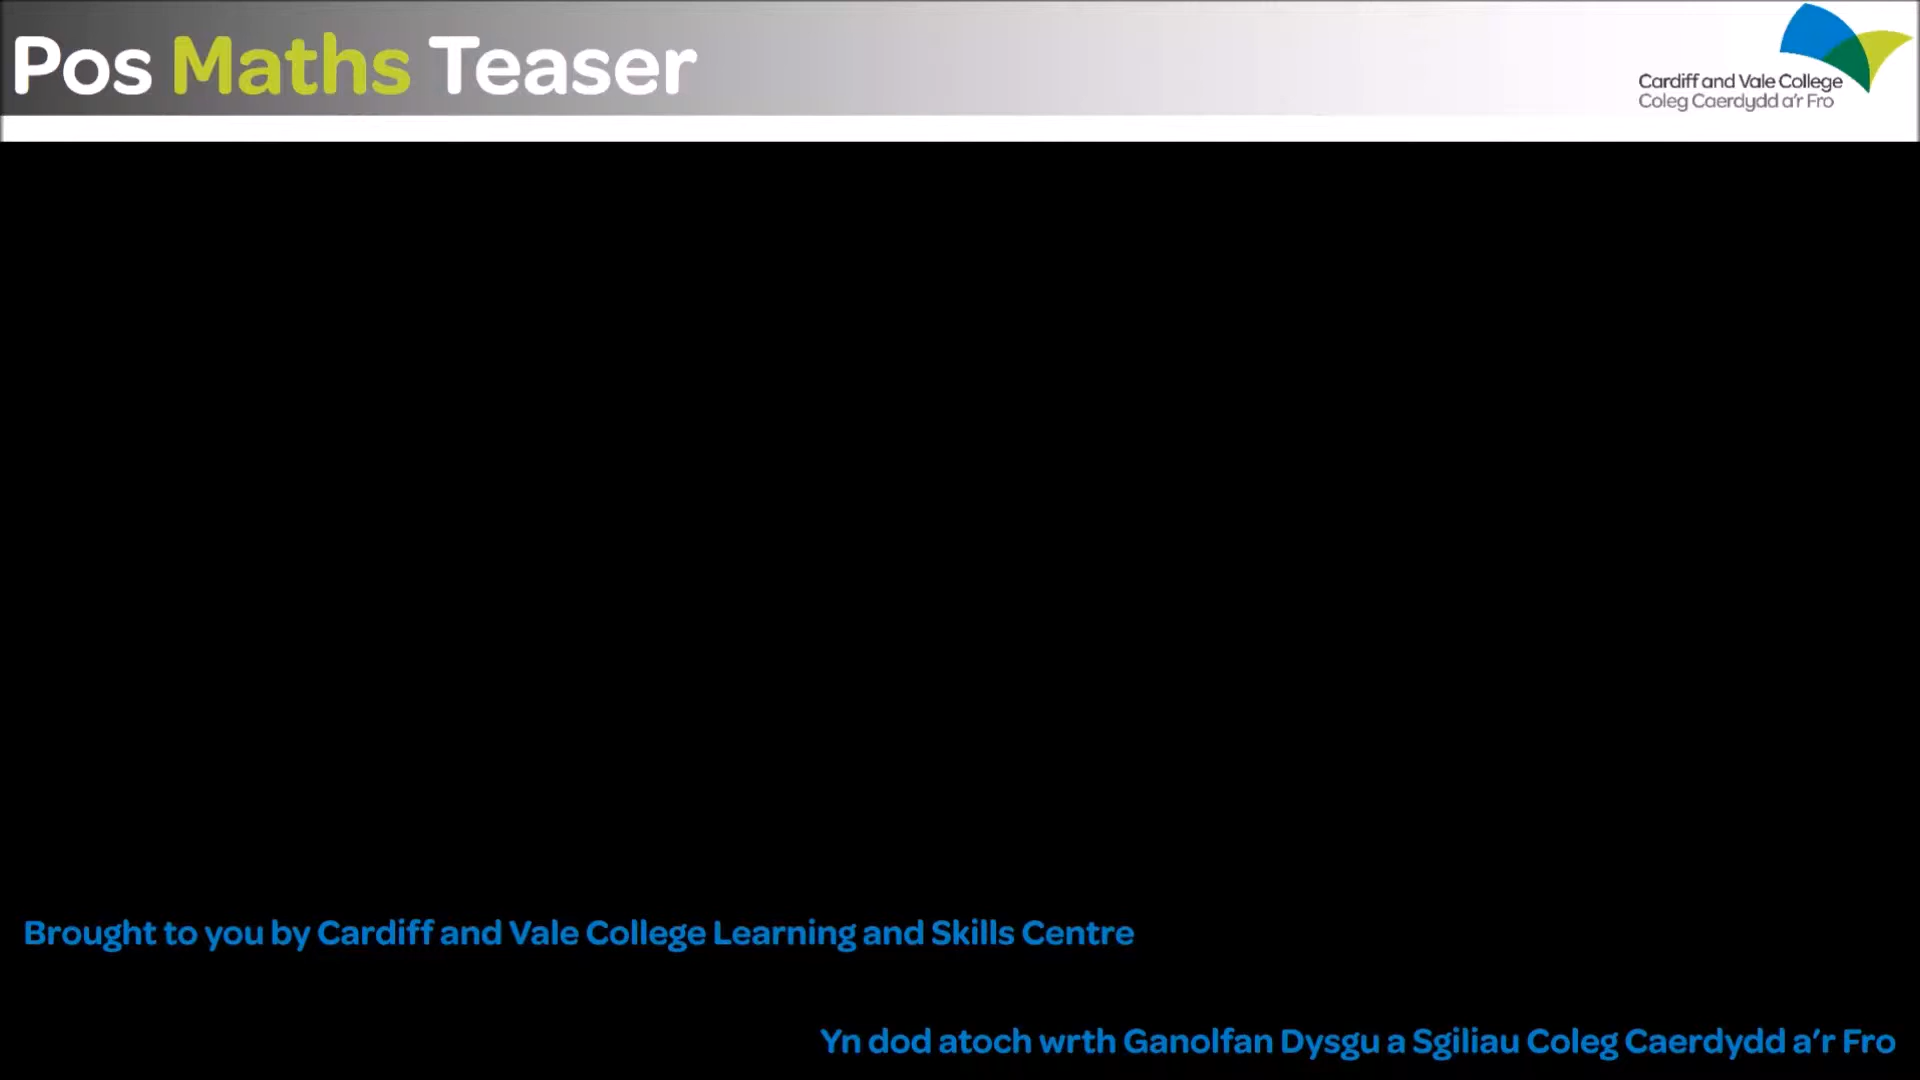 Pos Maths Teaser
Cardiff and Vale College
Coleg Caerdydd a'r Fro
Brought to you by Cardiff and Vale College Learning and Skills Centre
Yn dod atoch wrth Ganolfan Dysgu a Sgiliau Coleg Caerdydd a'r Fro